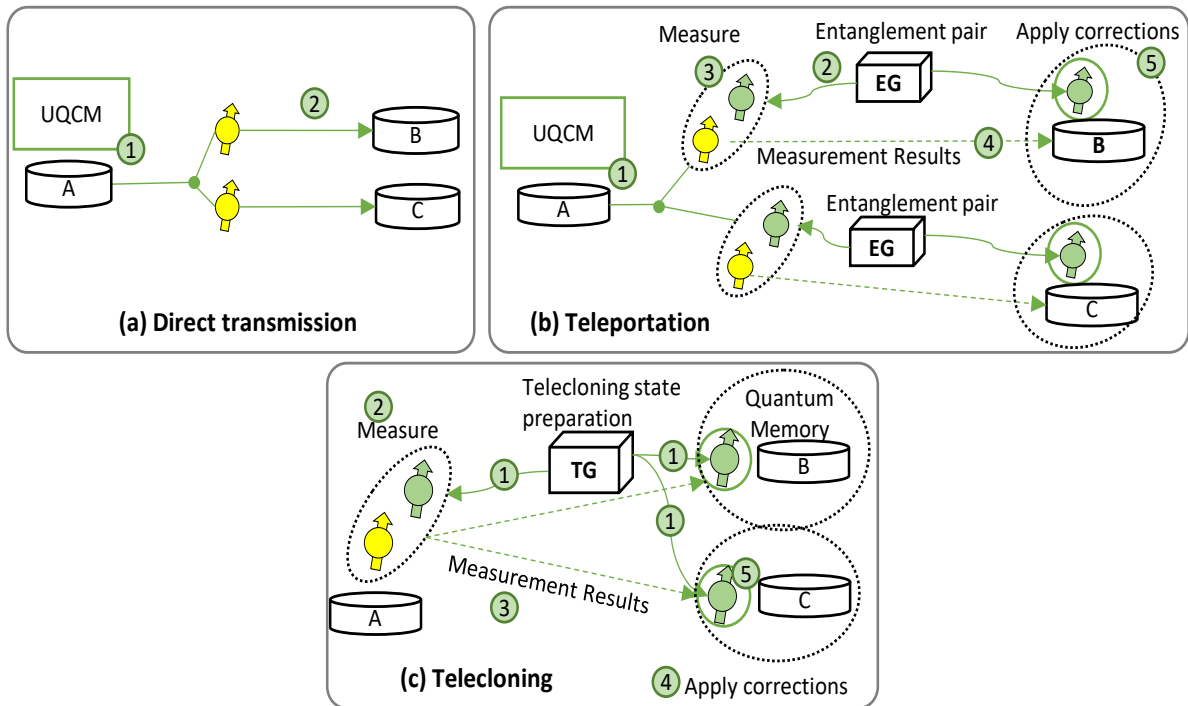 UQCM
1
A
2
B
C
(a) Direct transmission
Measure
Entanglement pair
Apply corrections
3
2
EG
5
UQCM
1
4
B
Measurement Results
A
Entanglement pair
EG
C
(b) Teleportation
2
Measure
Telecloning state
preparation
Quantum
Memory
TG
1
1
B
1
Measurement Results
3
5
C
A
(c) Telecloning
4
Apply corrections